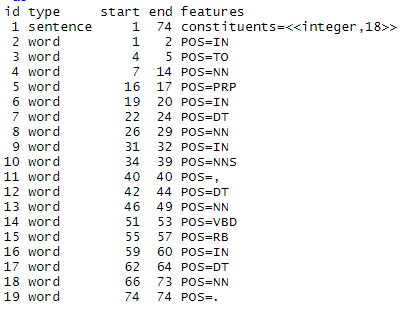 id type start end features
1 sentence 1 74 constituents=<<integer,18>>
2 word 1 2 POS=IN
3 word 4 5 POS=TO
4 word 7 14 POS=NN
5 word 16 17 POS=PRP
6 word 19 20 POS=IN
7 word 22 24 POS=DT
8 word 26 29 POS=NN
9 word 31 32 POS=IN
10 word 34 39 POS=NNS
11 word 40 40 POS=,
12 word 42 44 POS=DT
13 word 46 49 POS=NN
14 word 51 53 POS=VBD
15 word 55 57 POS=RB
16 word 59 60 POS=IN
17 word 62 64 POS=DT
18 word 66 73 POS=NN
19 word 74 74 POS=.